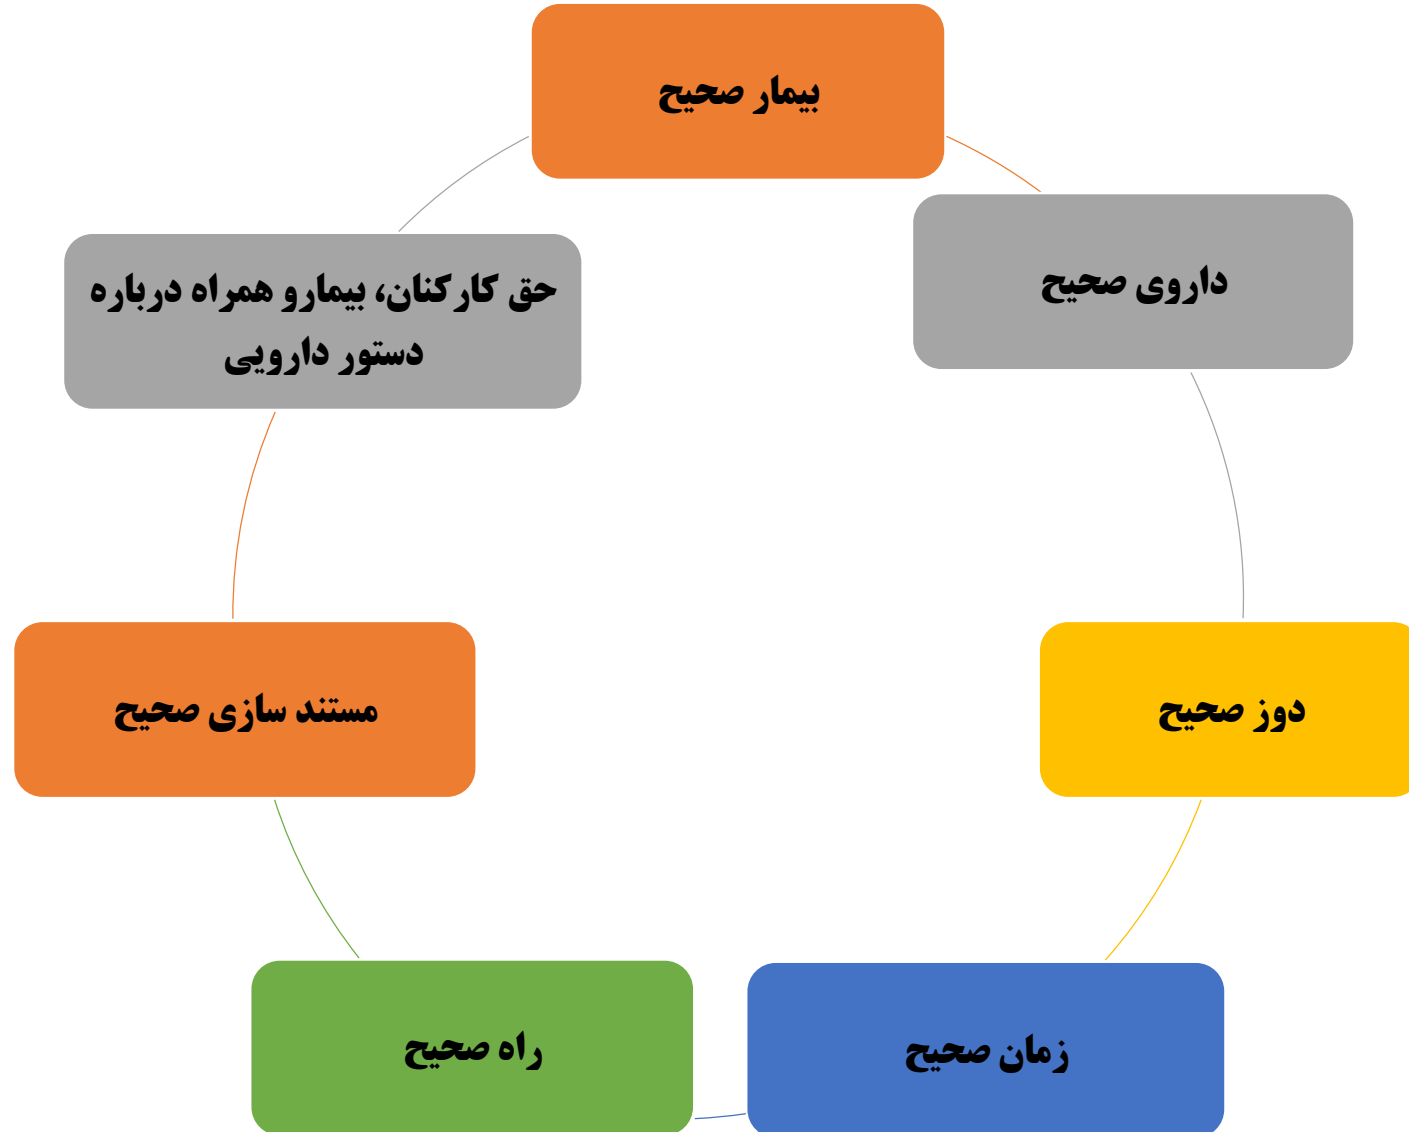 بیمار صحیح
داروی صحیح
دوز صحیح
زمان صحیح
راه صحیح
مستند سازی صحیح
حق کارکنان، بیمارو همراه درباره
دستور دارویی